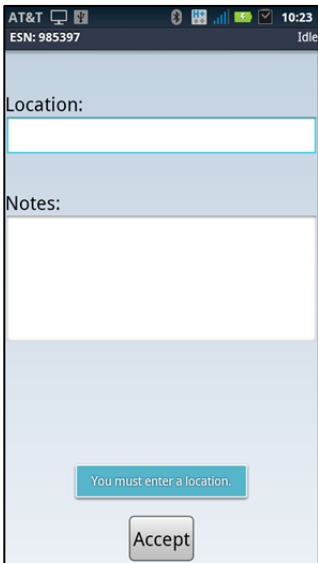 AT&T 10:23
ESN: 985397 Idle
Location:
Notes:
You must enter a location.
Accept